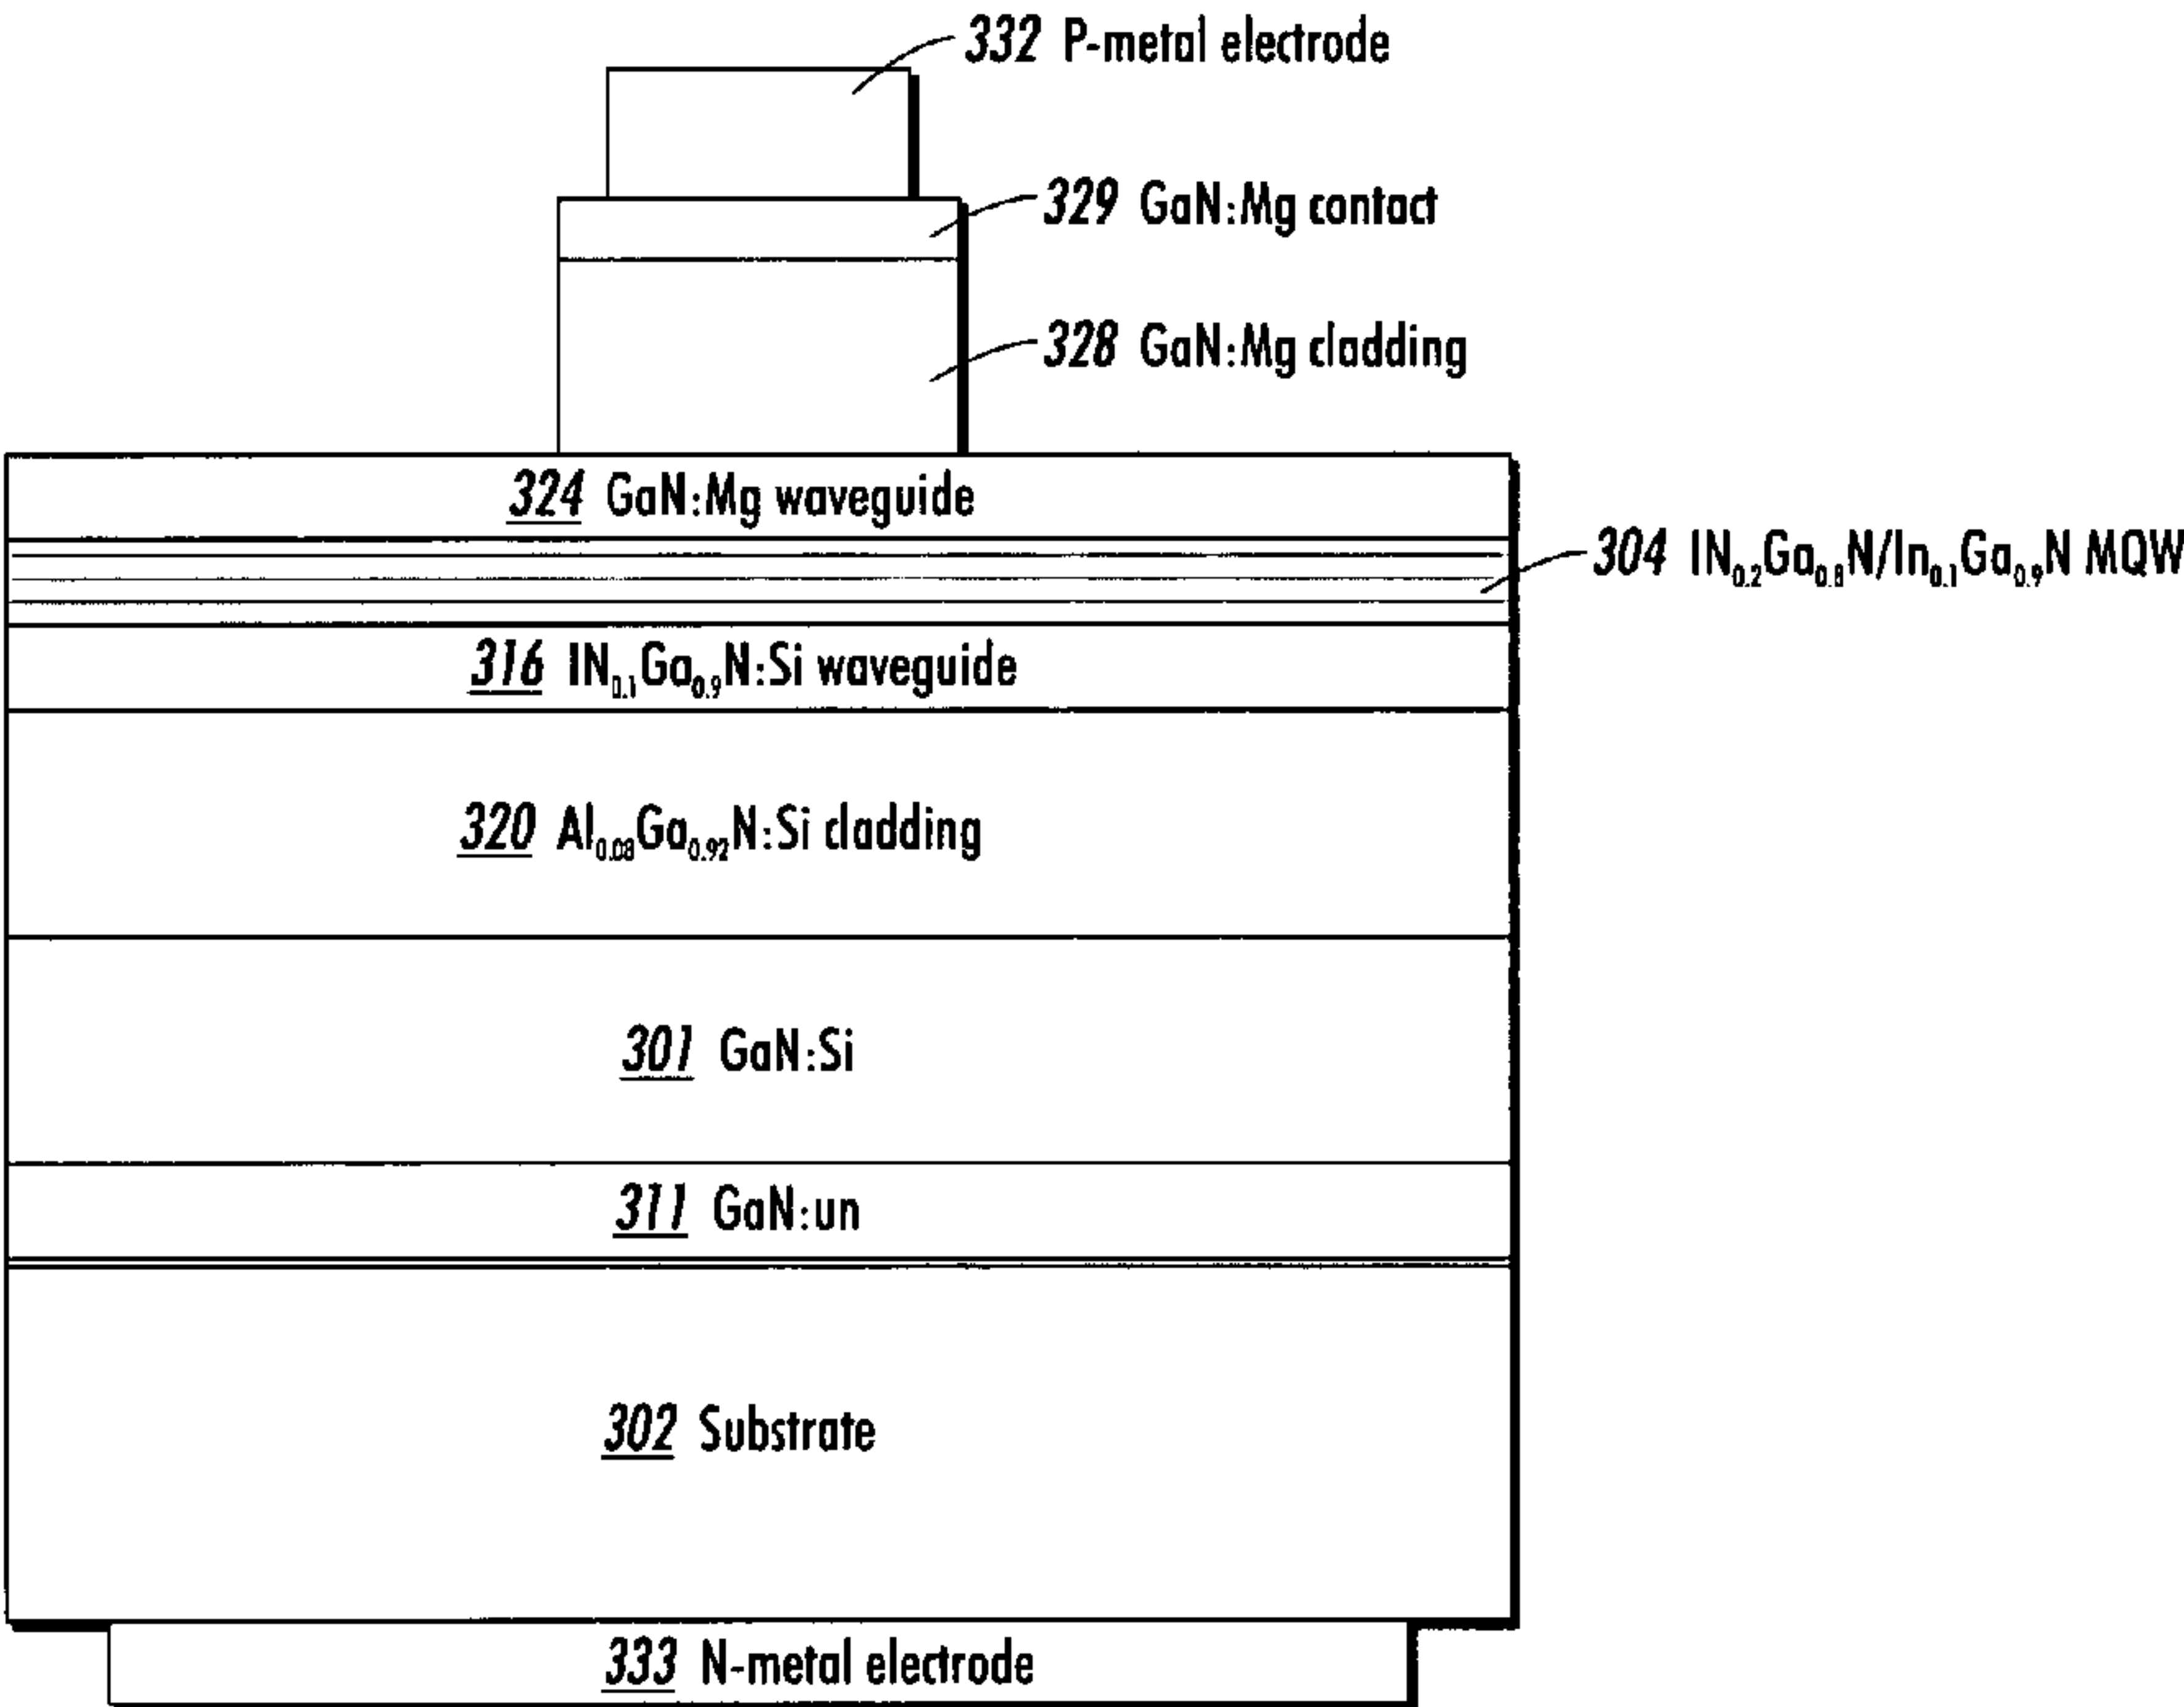 332 P-metal electrode
329 GaN:Mg contact
328 GaN:Mg cladding
324 GaN:Mg waveguide
304 IN0.2Ga0.8N/In0.1Ga0.9N MQW
316 IN0.1Ga0.9N:Si waveguide
320 Al0.08Ga0.92N:Si cladding
301 GaN:Si
311 GaN:un
302 Substrate
333 N-metal electrode